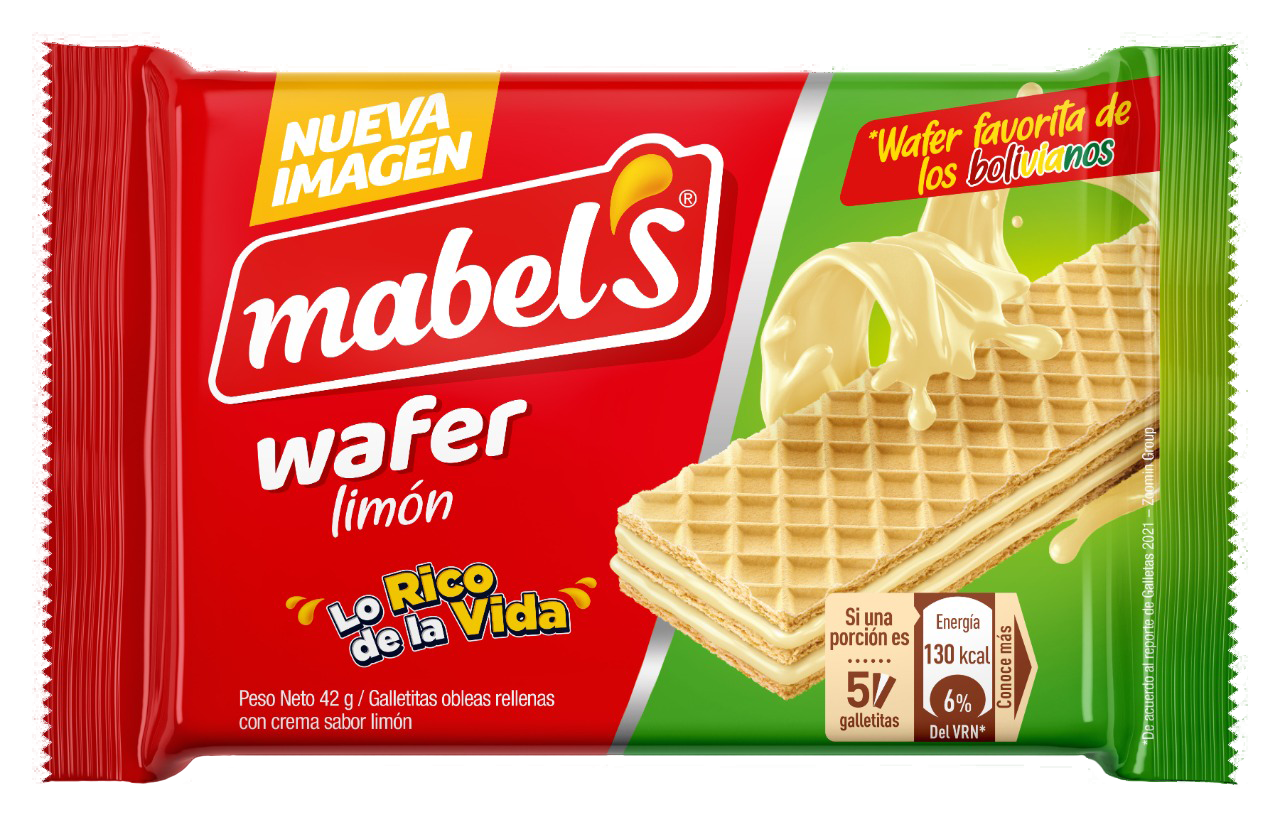 NUEVA
IMAGEN
mabel's®
wafer
limón
Lo Rico
de la Vida
Peso Neto 42 g / Galletitas obleas rellenas
con crema sabor limón
*Wafer favorita de
los bolivianos
Si una
porción es
......
5
galletitas
Energía
130 kcal
6%
Del VRN*
Conoce más
*De acuerdo al reporte de Galletas 2021 – Zoomin Group